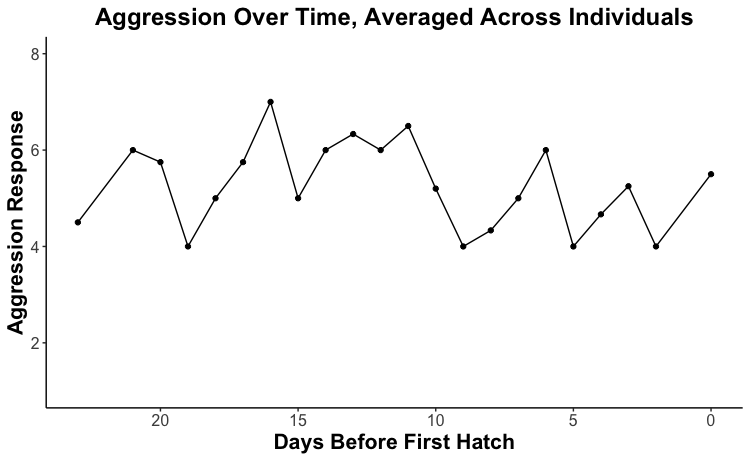 Aggression Over Time, Averaged Across Individuals
8
6
4
2
Aggression Response
20 15 10 5 0
Days Before First Hatch